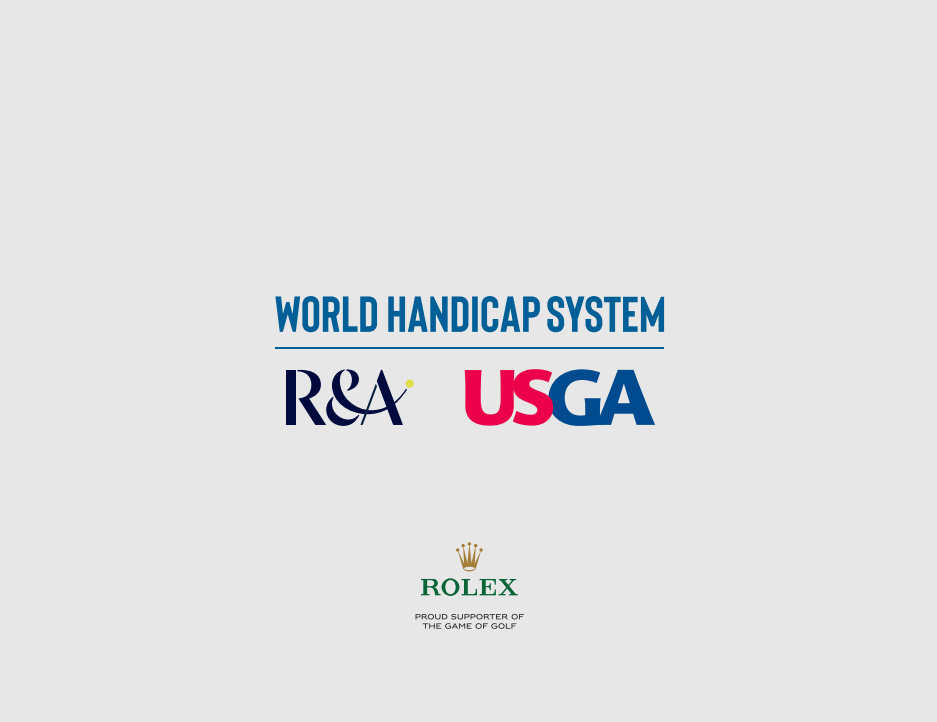 WORLD HANDICAP SYSTEM
R&A USGA
ROLEX
PROUD SUPPORTER OF
THE GAME OF GOLF